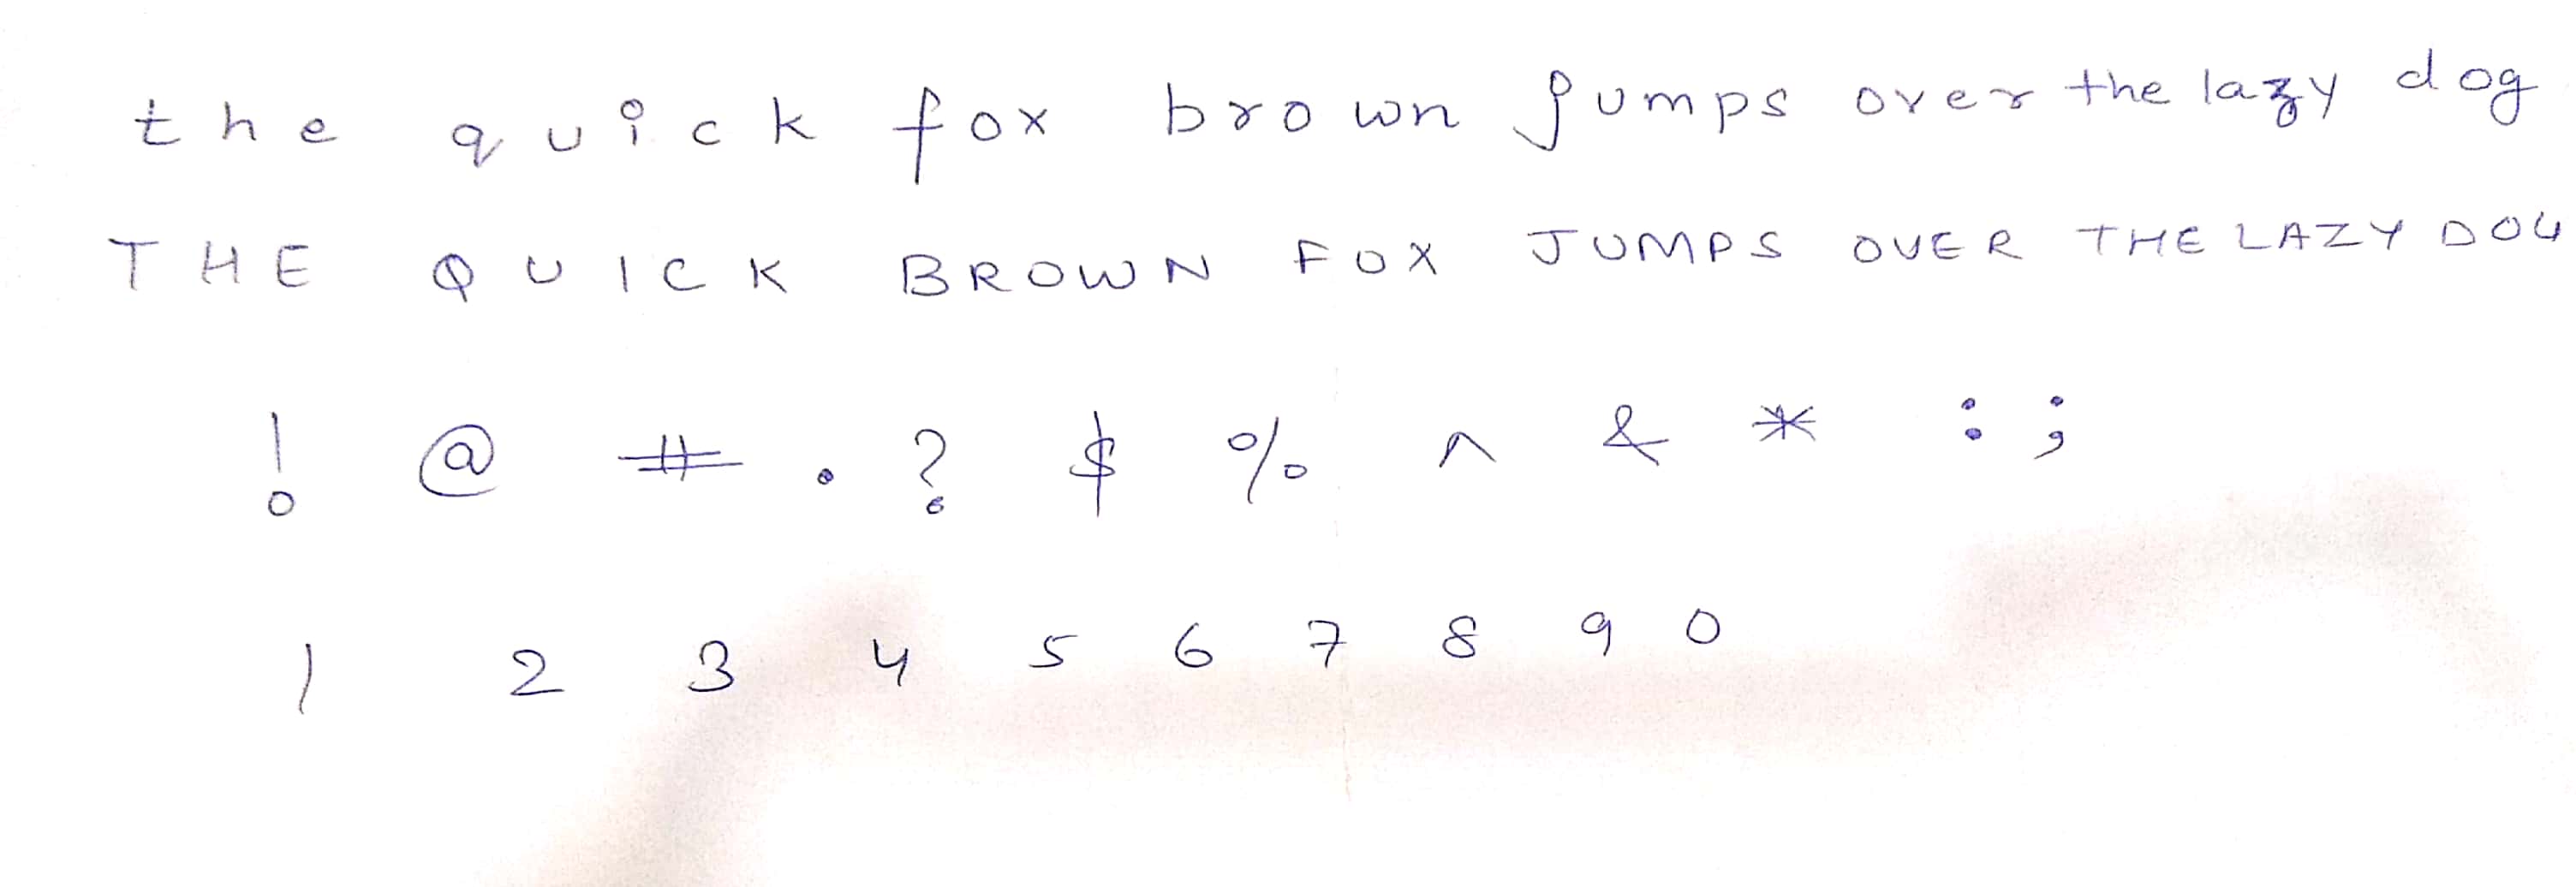 the quick fox brown jumps over the lazy dog
THE QUICK BROWN FOX JUMPS OVER THE LAZY DOG
! @ # . ? $ % ^ & * : ;
1 2 3 4 5 6 7 8 9 0